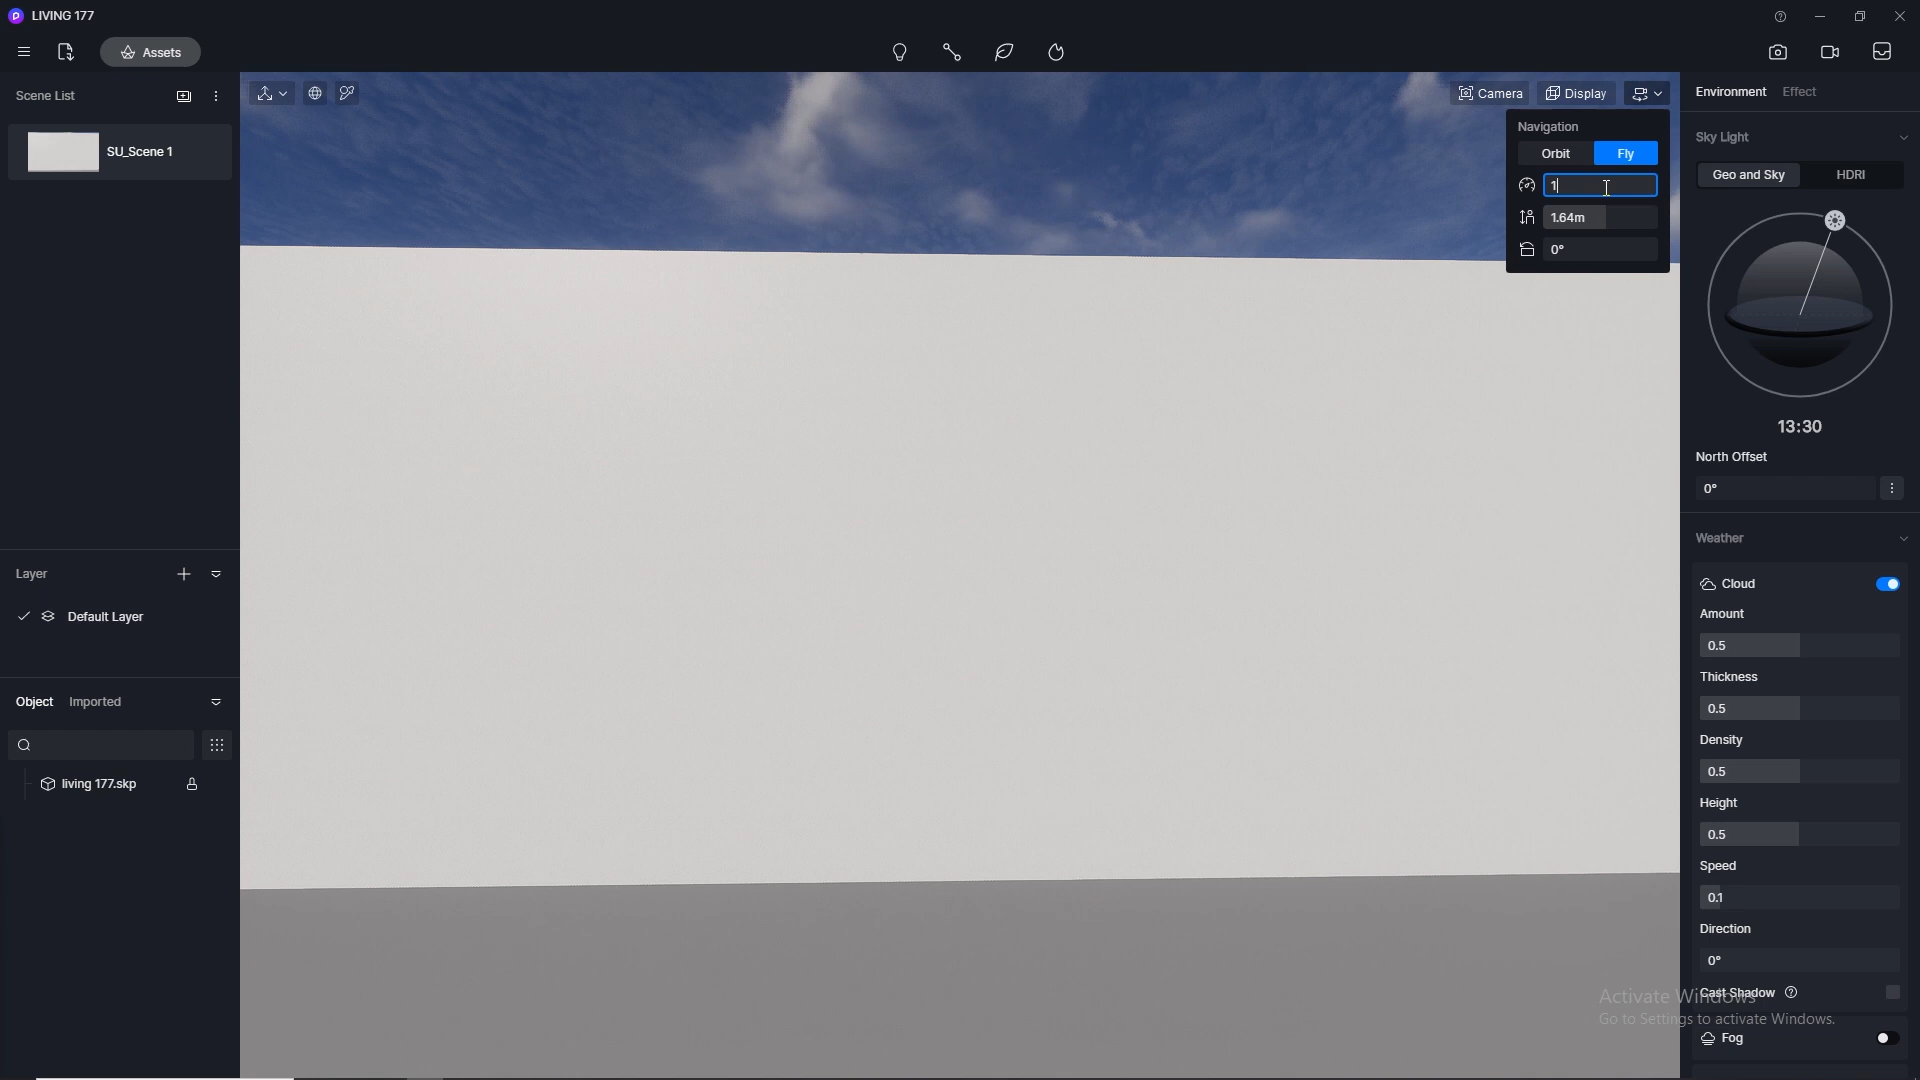 LIVING 177
Assets
Scene List
SU_Scene 1
Layer
Default Layer
Object Imported
living 177.skp
Camera
Display
Navigation
Orbit
Fly
1
1.64m
0°
Environment Effect
Sky Light
Geo and Sky
HDRI
13:30
North Offset
0°
Weather
Cloud
Amount
0.5
Thickness
0.5
Density
0.5
Height
0.5
Speed
0.1
Direction
0°
Cast Shadow
Fog
Activate Windows
Go to Settings to activate Windows.